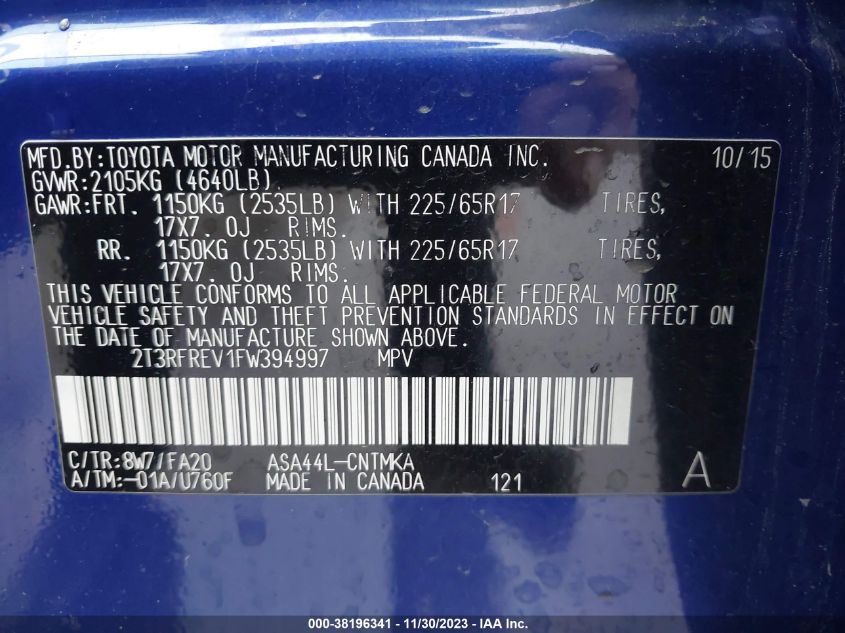 MFD.BY:TOYOTA MOTOR MANUFACTURING CANADA INC. 10/15
GVWR:2105KG (4640LB)
GAWR:FRT. 1150KG (2535LB) WITH 225/65R17 TIRES,
17X7.0J RIMS.
RR. 1150KG (2535LB) WITH 225/65R17 TIRES,
17X7.0J RIMS.
THIS VEHICLE CONFORMS TO ALL APPLICABLE FEDERAL MOTOR
VEHICLE SAFETY AND THEFT PREVENTION STANDARDS IN EFFECT ON
THE DATE OF MANUFACTURE SHOWN ABOVE.
2T3RFREV1FW394997 MPV
C/TR:8W7/FA20 ASA44L-CNTMKA
A/TM:-01A/U760F MADE IN CANADA 121 A
000-38196341 - 11/30/2023 - IAAI.com